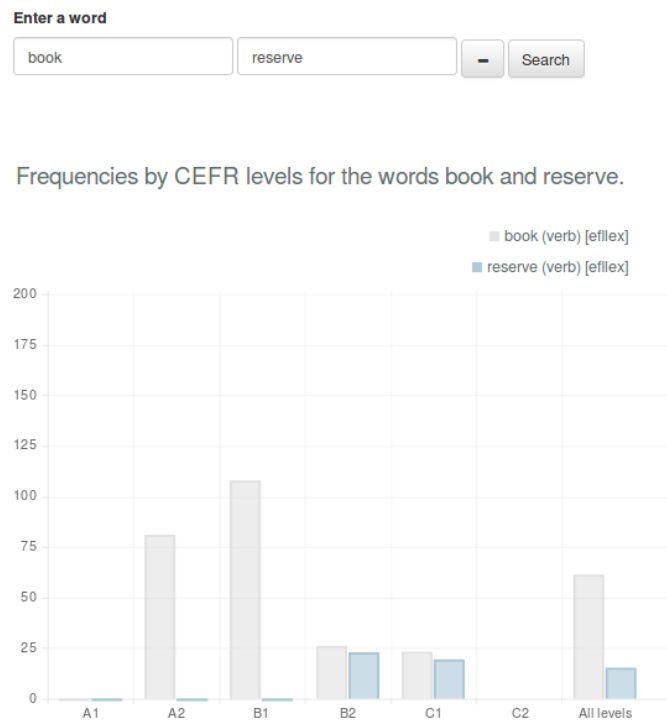 Enter a word
book reserve - Search
Frequencies by CEFR levels for the words book and reserve.
book (verb) [efllex]
reserve (verb) [efllex]
200
175
150
125
100
75
50
25
0
A1 A2 B1 B2 C1 C2 All levels